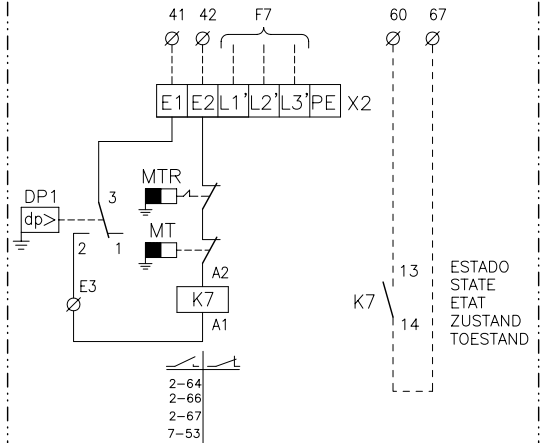 41 42 F7 60 67
E1 E2 L1' L2' L3' PE X2
MTR
DP1 3
dp>
MT
2 1
E3
A2
K7
A1
13
K7
14
ESTADO
STATE
ETAT
ZUSTAND
TOESTAND
2-64
2-66
2-67
7-53